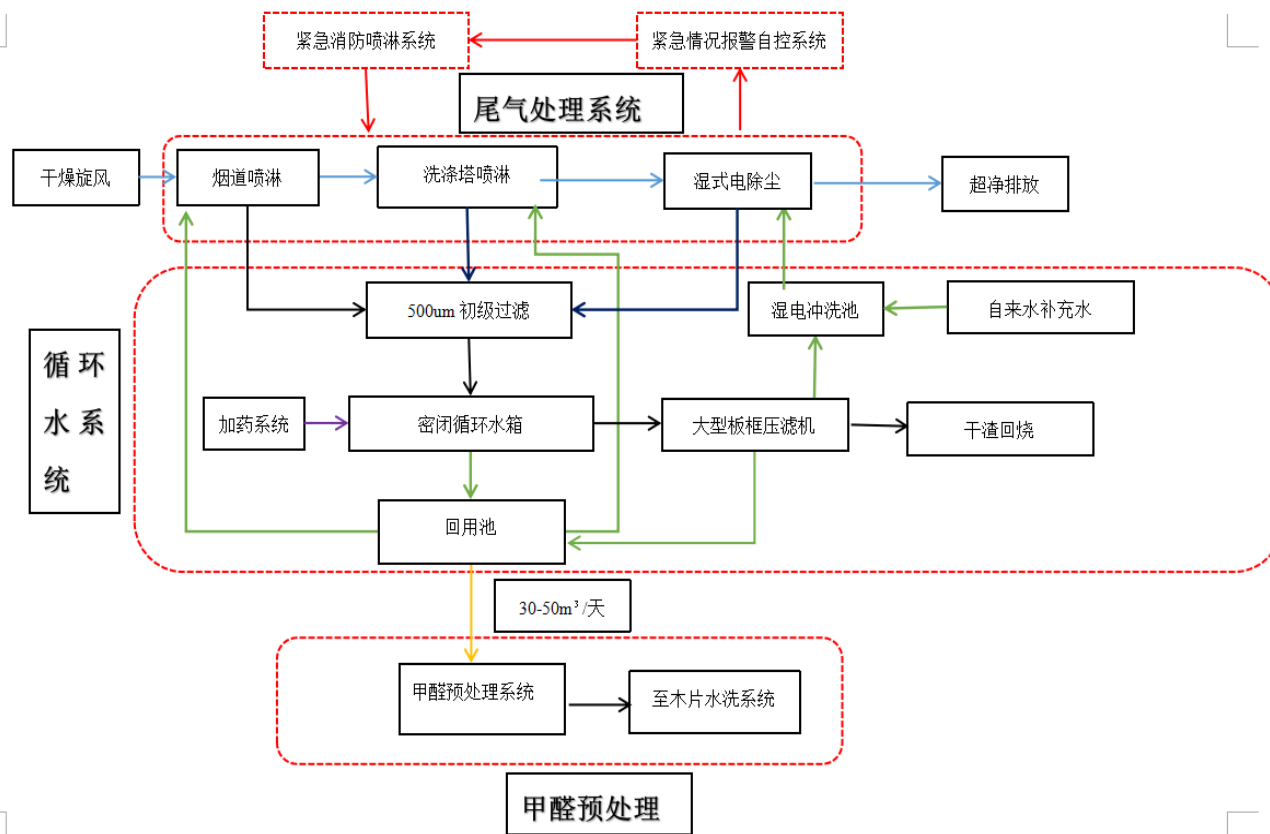 紧急消防喷淋系统
紧急情况报警自控系统
尾气处理系统
干燥旋风
烟道喷淋
洗涤塔喷淋
湿式电除尘
超净排放
500um 初级过滤
湿电冲洗池
自来水补充水
循环
水系
统
加药系统
密闭循环水箱
大型板框压滤机
干渣回烧
回用池
30-50m³/天
甲醛预处理系统
至木片水洗系统
甲醛预处理